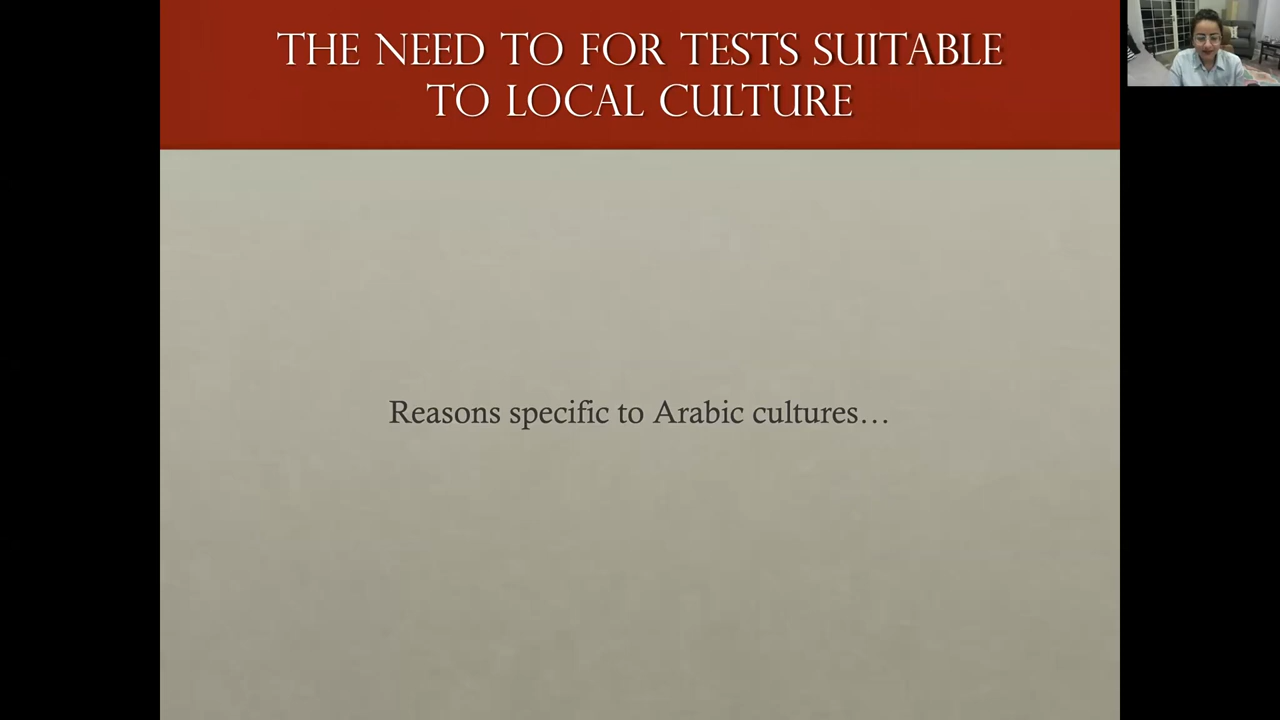 THE NEED TO FOR TESTS SUITABLE
TO LOCAL CULTURE
Reasons specific to Arabic cultures…